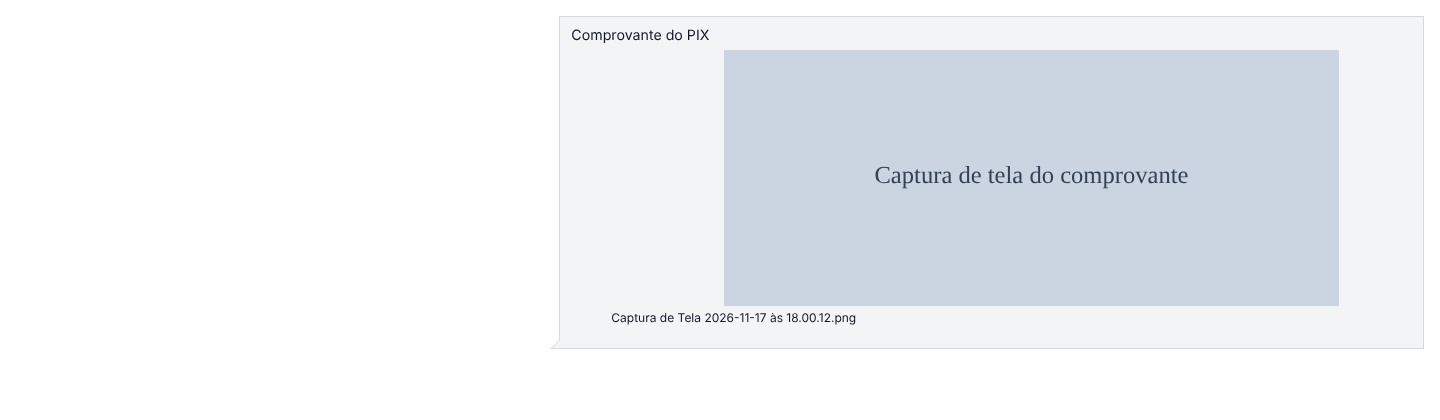 Comprovante do PIX
Captura de tela do comprovante
Captura de Tela 2026-11-17 às 18.00.12.png